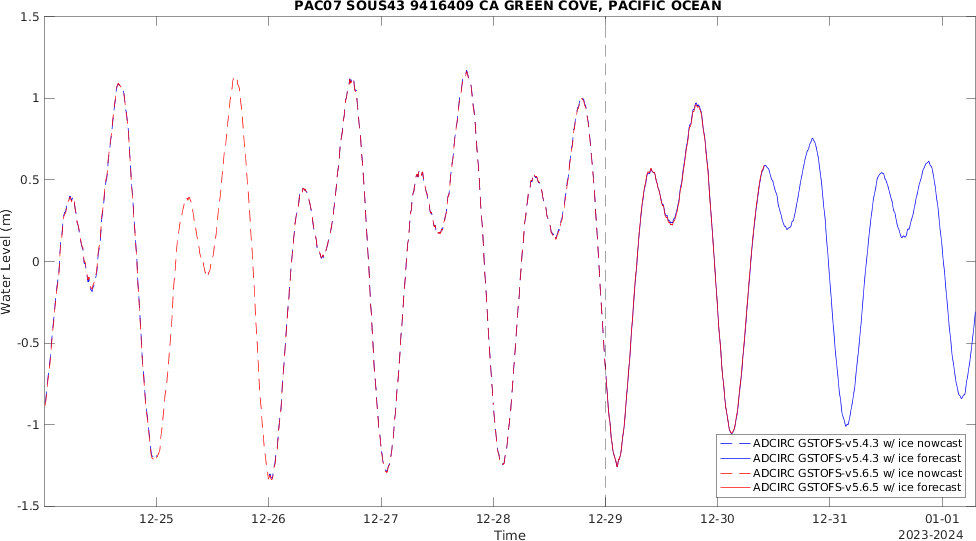 PAC07 SOUS43 9416409 CA GREEN COVE, PACIFIC OCEAN
1.5
1
0.5
0
-0.5
-1
-1.5
Water Level (m)
ADCIRC GSTOFS-v5.4.3 w/ ice nowcast
ADCIRC GSTOFS-v5.4.3 w/ ice forecast
ADCIRC GSTOFS-v5.6.5 w/ ice nowcast
ADCIRC GSTOFS-v5.6.5 w/ ice forecast
12-25 12-26 12-27 12-28 12-29 12-30 12-31 01-01
Time
2023-2024